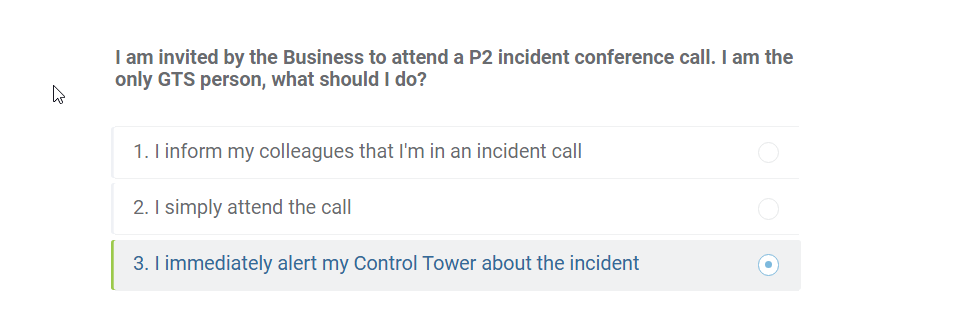 I am invited by the Business to attend a P2 incident conference call. I am the
only GTS person, what should I do?
1. I inform my colleagues that I'm in an incident call
2. I simply attend the call
3. I immediately alert my Control Tower about the incident